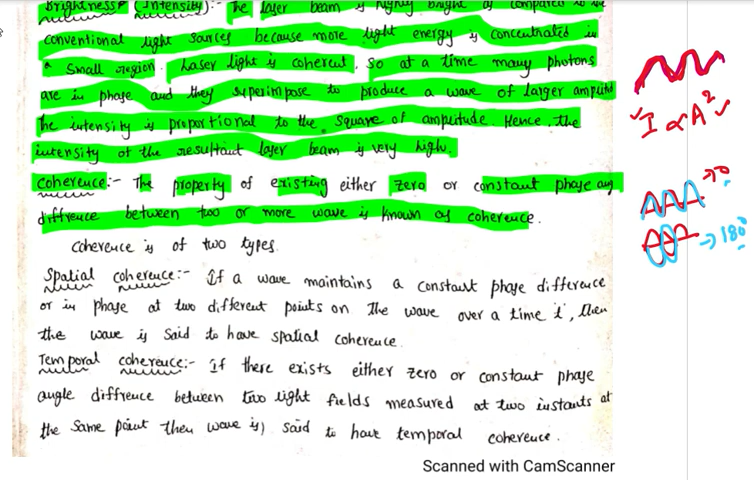 Brightness (Intensity):- The laser beam is highly bright as compared to the
conventional light sources because more light energy is concentrated in
a small region. Laser light is coherent. so at a time many photons
are in phase and they superimpose to produce a wave of larger amplitu
The intensity is proportional to the square of amplitude. Hence, the
intensity of the resultant laser beam is very high.
I ∝ A²
Coherence:- The property of existing either zero or constant phase ang
diffrence between two or more wave is known as coherence.
→ 0
→ 180°
coherence is of two types.
Spatial coherence:- If a wave maintains a constant phase difference
or in phase at two different points on the wave over a time 't', then
the wave is said to have spatial coherence.
Temporal coherence:- If there exists either zero or constant phase
angle diffrence between two light fields measured at two instants at
the same point then wave is) said to have temporal coherence.
Scanned with CamScanner